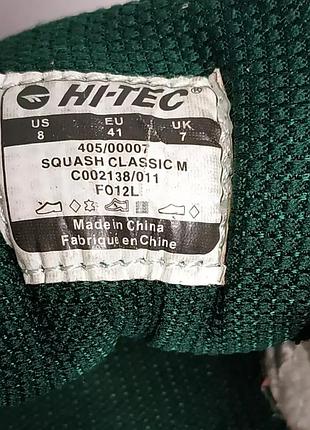 HI-TEC
US EU UK
8 41 7
405/00007
SQUASH CLASSIC M
C002138/011
F012L
Made in China
Fabriqué en Chine